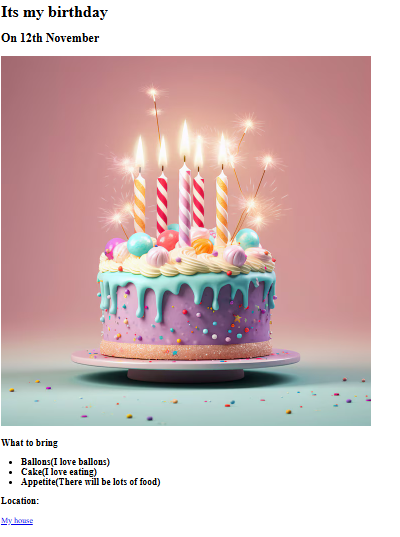 Its my birthday
On 12th November
What to bring
Ballons(I love ballons)
Cake(I love eating)
Appetite(There will be lots of food)
Location:
My house